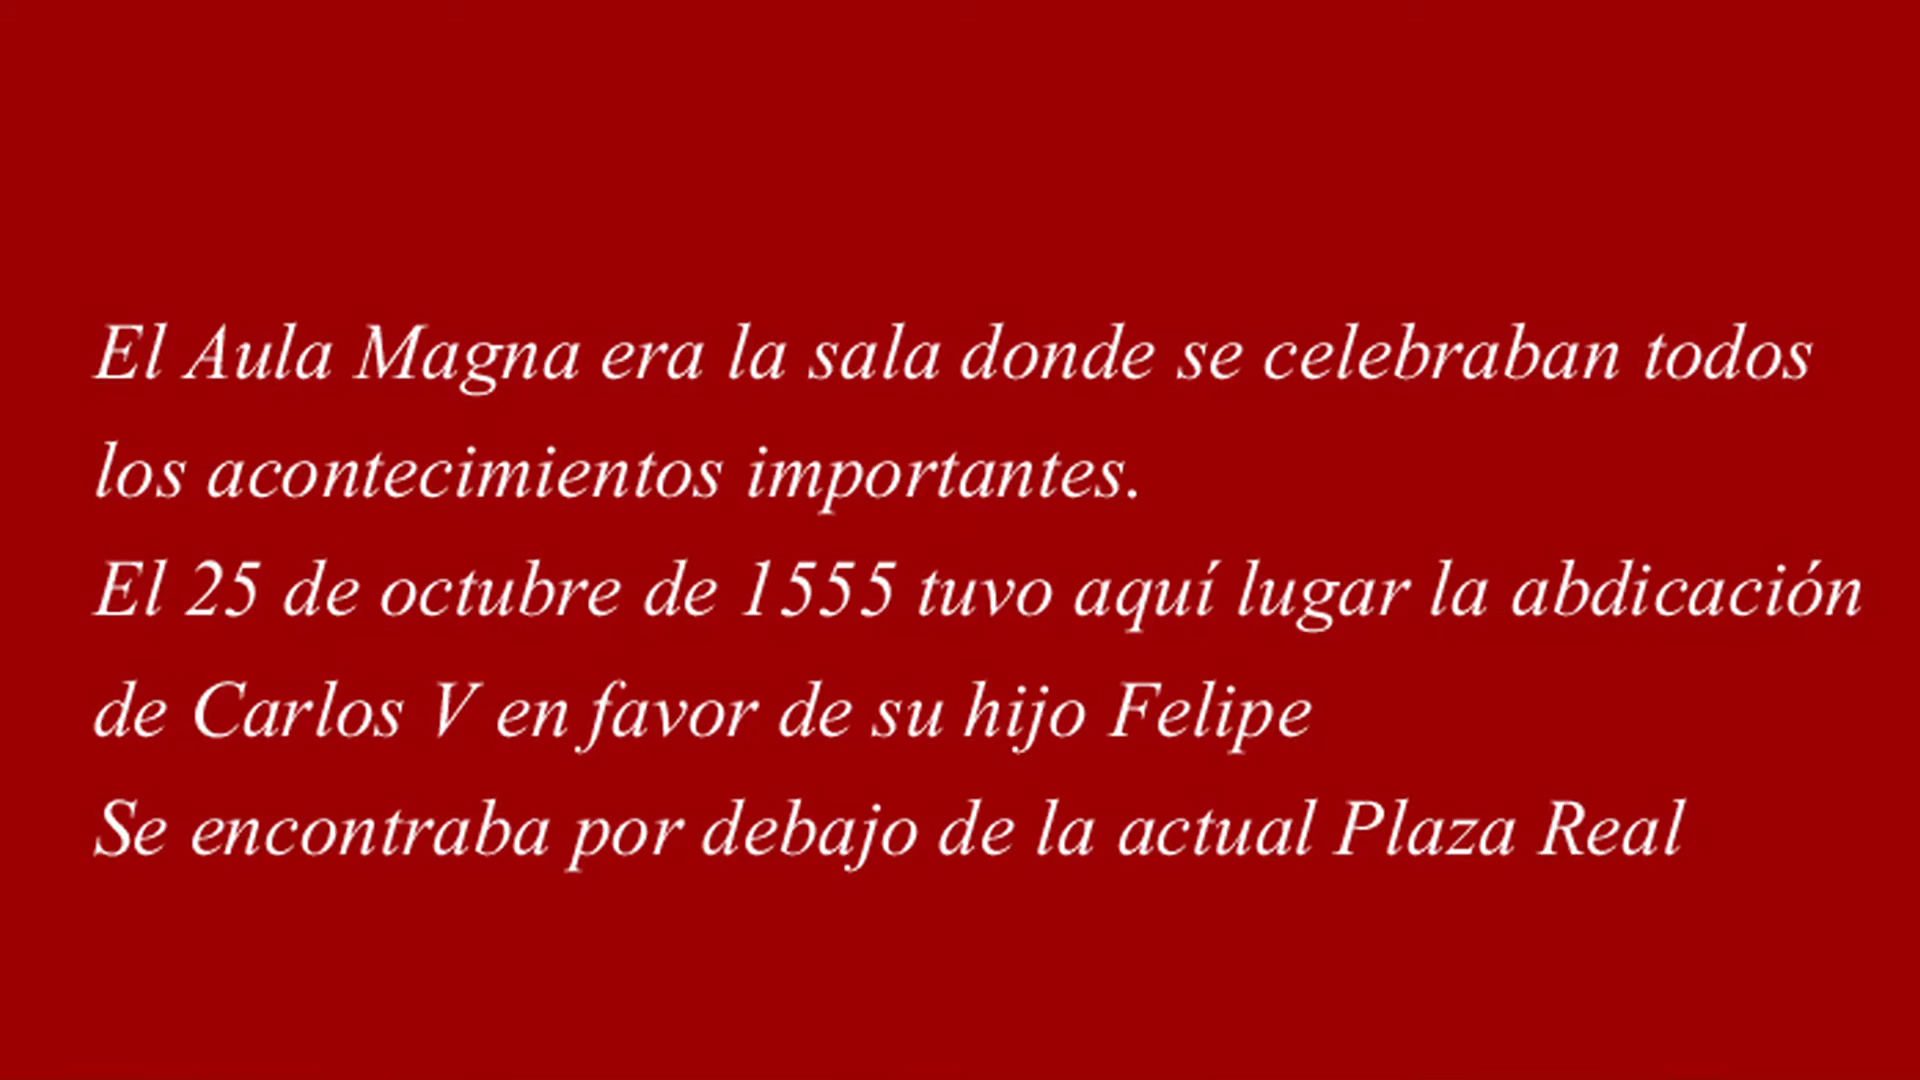 El Aula Magna era la sala donde se celebraban todos
los acontecimientos importantes.
El 25 de octubre de 1555 tuvo aquí lugar la abdicación
de Carlos V en favor de su hijo Felipe
Se encontraba por debajo de la actual Plaza Real